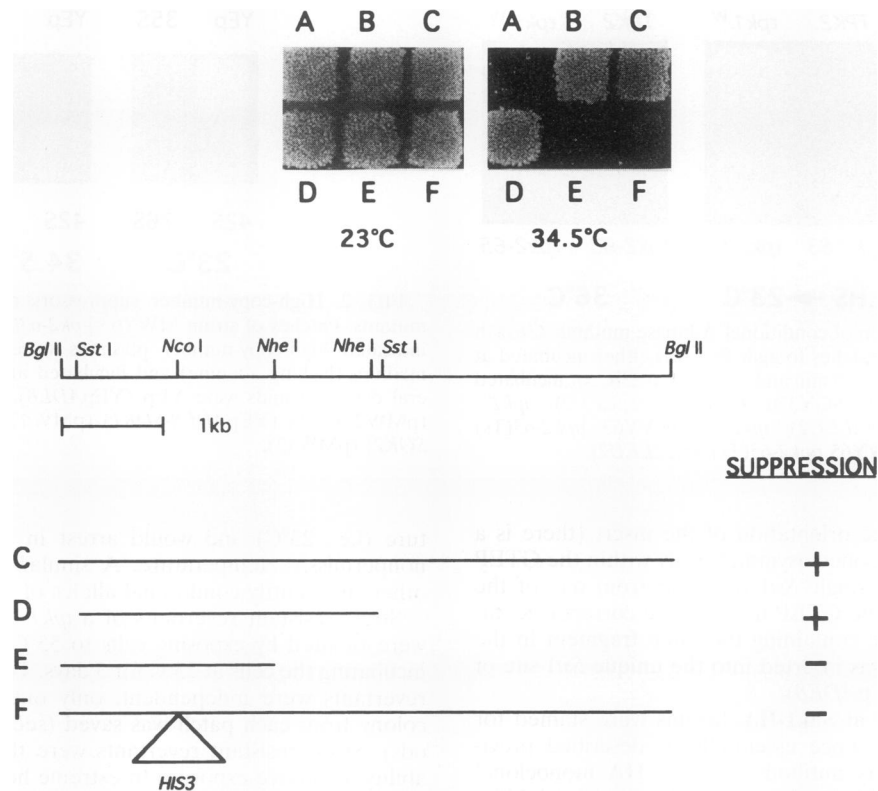 A B C A B C
D E F D E F
23°C 34.5°C
Bgl II Sst I Nco I Nhe I Nhe I Sst I Bgl II
1kb
SUPPRESSION
C +
D +
E −
F −
HIS3